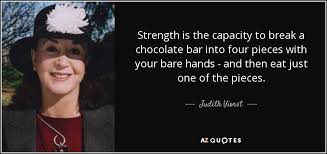 Strength is the capacity to break a
chocolate bar into four pieces with
your bare hands - and then eat just
one of the pieces.
Judith Viorst
AZ QUOTES